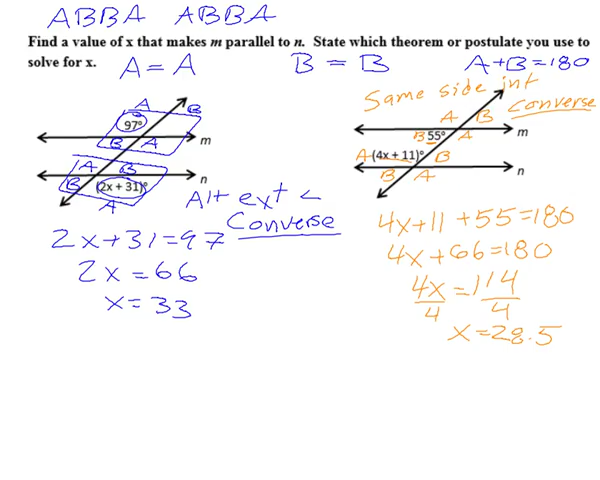 ABBA ABBA
Find a value of x that makes m parallel to n. State which theorem or postulate you use to
solve for x.
A = A
B = B
A+B=180
A
B
97°
B
A
m
A
B
n
B
(2x + 31)°
A
Alt ext <
Converse
2x+31=97
2x=66
x=33
Same side int
Converse
A
B
B
55°
A
m
A
(4x + 11)°
B
n
B
A
4x+11 +55=180
4x+66=180
4x=114
4 4
x=28.5